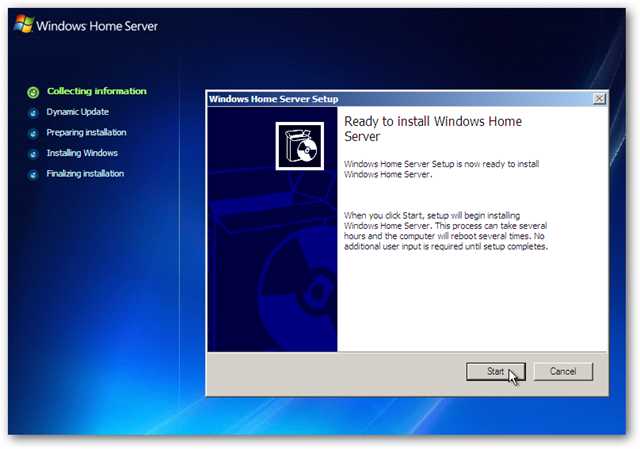 Windows Home Server
Collecting information
Dynamic Update
Preparing installation
Installing Windows
Finalizing installation
Windows Home Server Setup
Ready to install Windows Home
Server
Windows Home Server Setup is now ready to install
Windows Home Server.
When you click Start, setup will begin installing
Windows Home Server. This process can take several
hours and the computer will reboot several times. No
additional user input is required until setup completes.
Start
Cancel